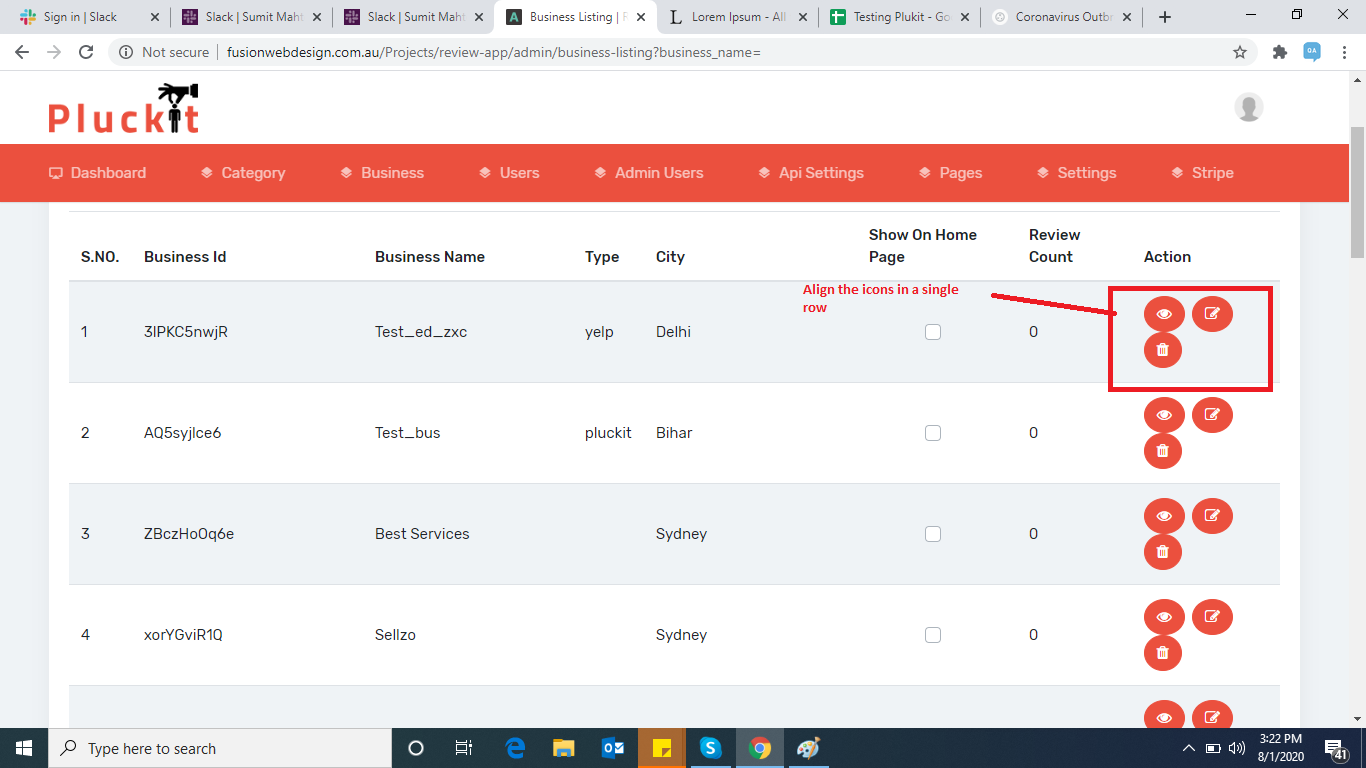 Sign in | Slack
Slack | Sumit Maht
Slack | Sumit Maht
Business Listing | R
Lorem Ipsum - All
Testing Plukit - Go
Coronavirus Outbr
Not secure | fusionwebdesign.com.au/Projects/review-app/admin/business-listing?business_name=
Pluckit
Dashboard Category Business Users Admin Users Api Settings Pages Settings Stripe
S.NO. Business Id Business Name Type City Show On Home Page Review Count Action
Align the icons in a single
row
1 3IPKC5nwjR Test_ed_zxc yelp Delhi 0
2 AQ5syjlce6 Test_bus pluckit Bihar 0
3 ZBczHoOq6e Best Services Sydney 0
4 xorYGviR1Q Sellzo Sydney 0
Type here to search
3:22 PM
8/1/2020
41